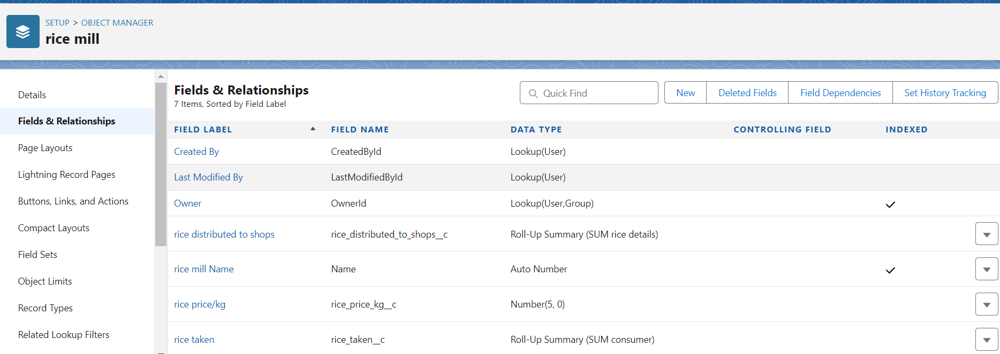 SETUP > OBJECT MANAGER
rice mill
Details
Fields & Relationships
Page Layouts
Lightning Record Pages
Buttons, Links, and Actions
Compact Layouts
Field Sets
Object Limits
Record Types
Related Lookup Filters
Fields & Relationships
7 Items, Sorted by Field Label
Quick Find
New
Deleted Fields
Field Dependencies
Set History Tracking
FIELD LABEL FIELD NAME DATA TYPE CONTROLLING FIELD INDEXED
Created By CreatedById Lookup(User)
Last Modified By LastModifiedById Lookup(User)
Owner OwnerId Lookup(User,Group)
rice distributed to shops rice_distributed_to_shops__c Roll-Up Summary (SUM rice details)
rice mill Name Name Auto Number
rice price/kg rice_price_kg__c Number(5, 0)
rice taken rice_taken__c Roll-Up Summary (SUM consumer)